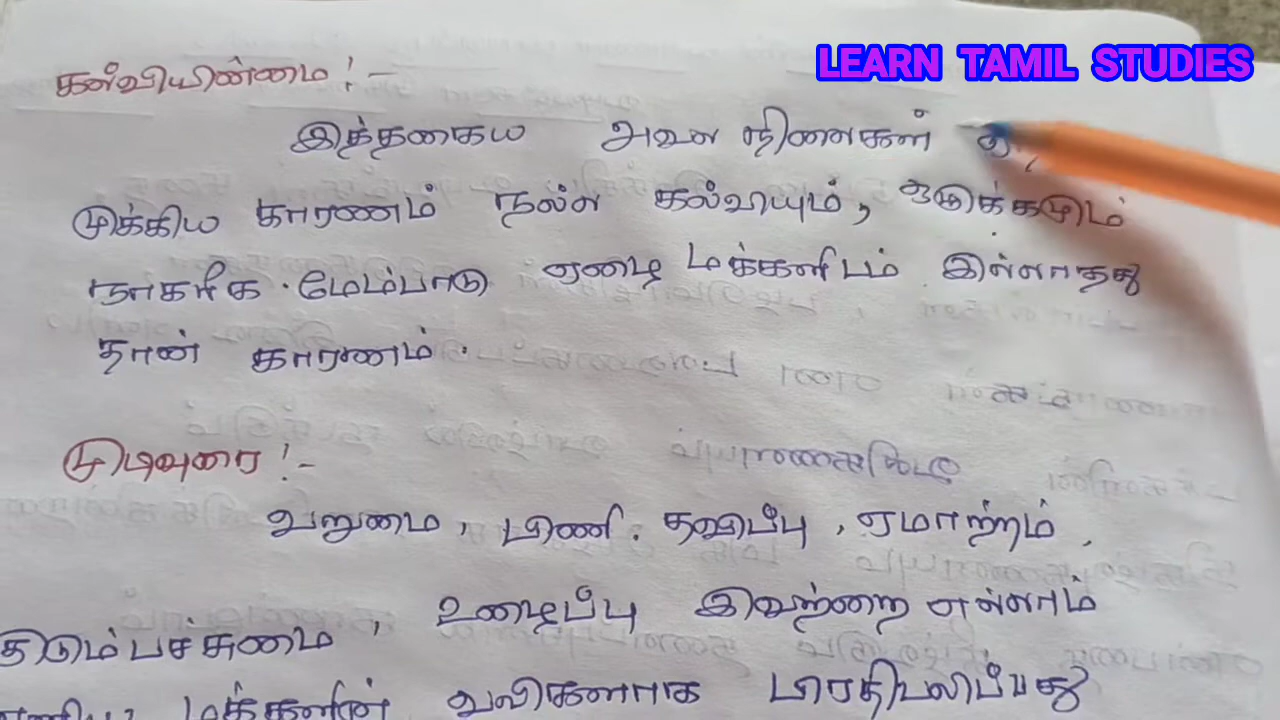 LEARN TAMIL STUDIES
கல்வியின்மை ! –
இத்தகைய அவல நிலைகள்
முக்கிய காரணம் நல்ல கல்வியும், ஒழுக்கமும்
நாகரிக மேம்பாடு ஏழை மக்களிடம் இல்லாதது
தான் காரணம்.
முடிவுரை ! –
வறுமை, பிணி. தவிப்பு, ஏமாற்றம்,
குடும்பச்சுமை, உழைப்பு இவற்றை எல்லாம்
மக்களின் வலிகளாக பிரதிபலிப்பது